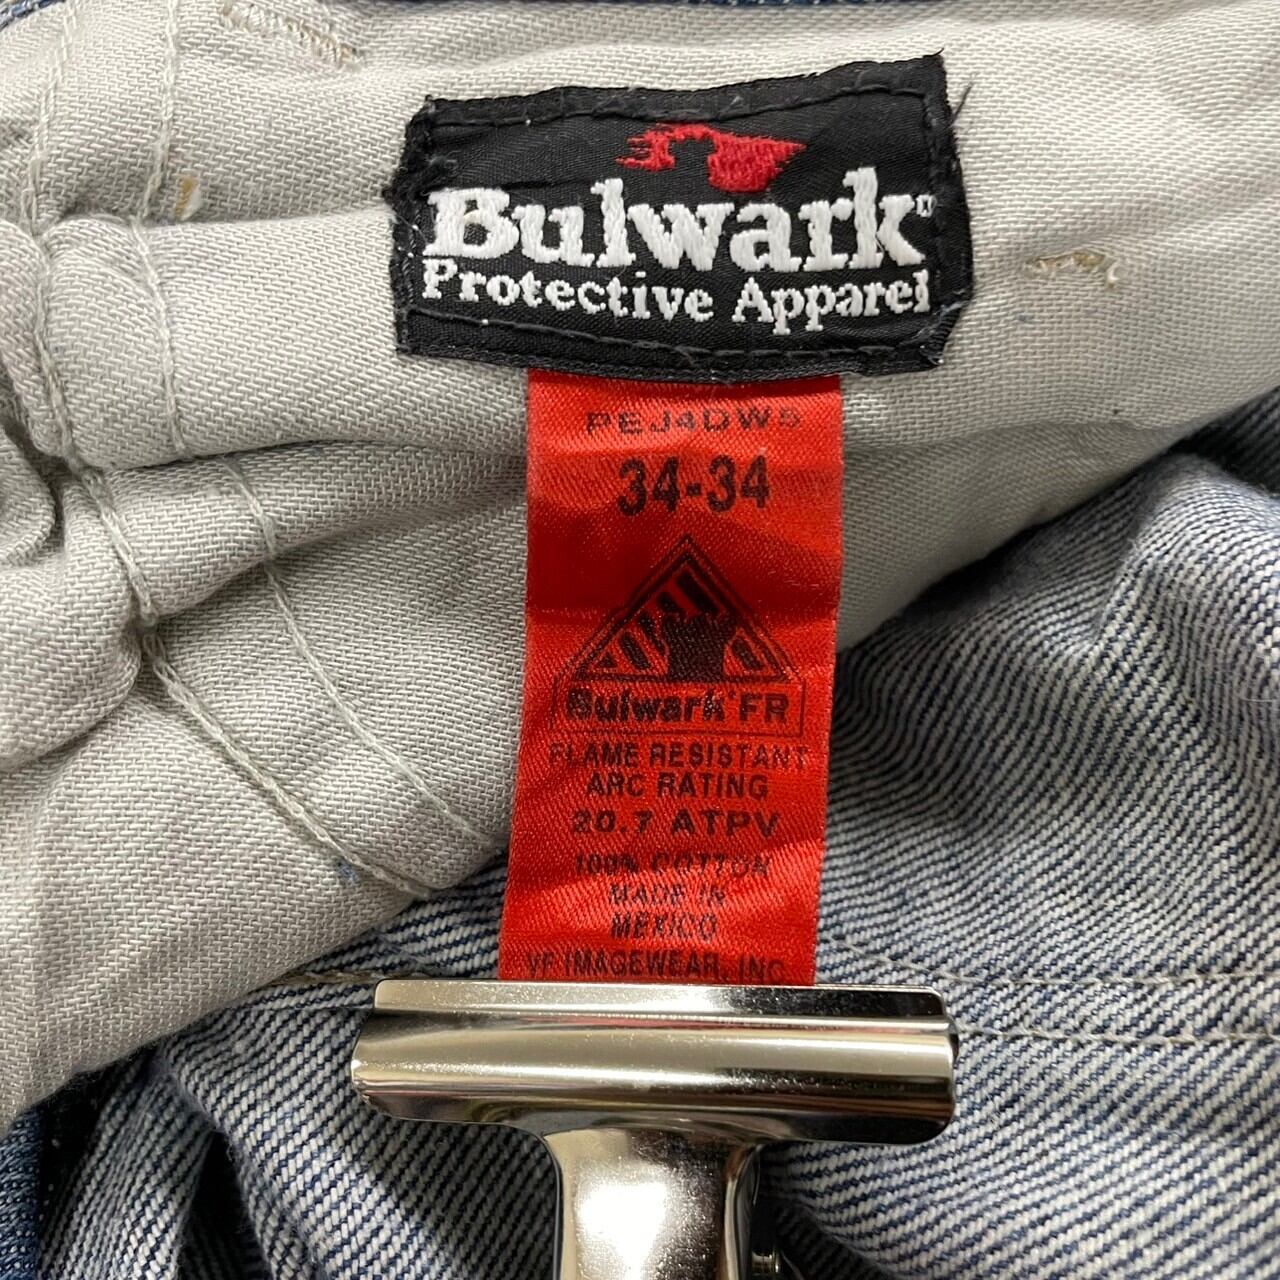 Bulwark
Protective Apparel
PEJ4DW5
34-34
Bulwark FR
FLAME RESISTANT
ARC RATING
20.7 ATPV
100% COTTON
MADE IN
MEXICO
VF IMAGEWEAR, INC.